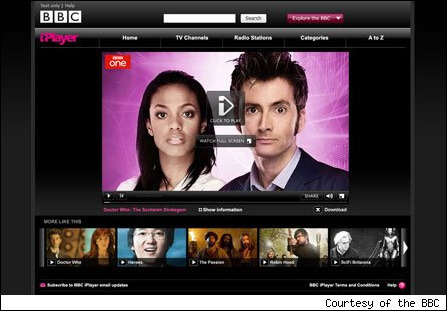 Text only | Help
BBC
Search
Explore the BBC
iPlayer
Home
TV Channels
Radio Stations
Categories
A to Z
BBC
one
CLICK TO PLAY
WATCH FULL SCREEN
SHARE
Doctor Who: The Sontaran Stratagem
Show Information
Download
MORE LIKE THIS
Doctor Who
Heroes
The Passion
Robin Hood
SciFi Britannia
Subscribe to BBC iPlayer email updates
BBC iPlayer Terms and Conditions
Help
?
Courtesy of the BBC